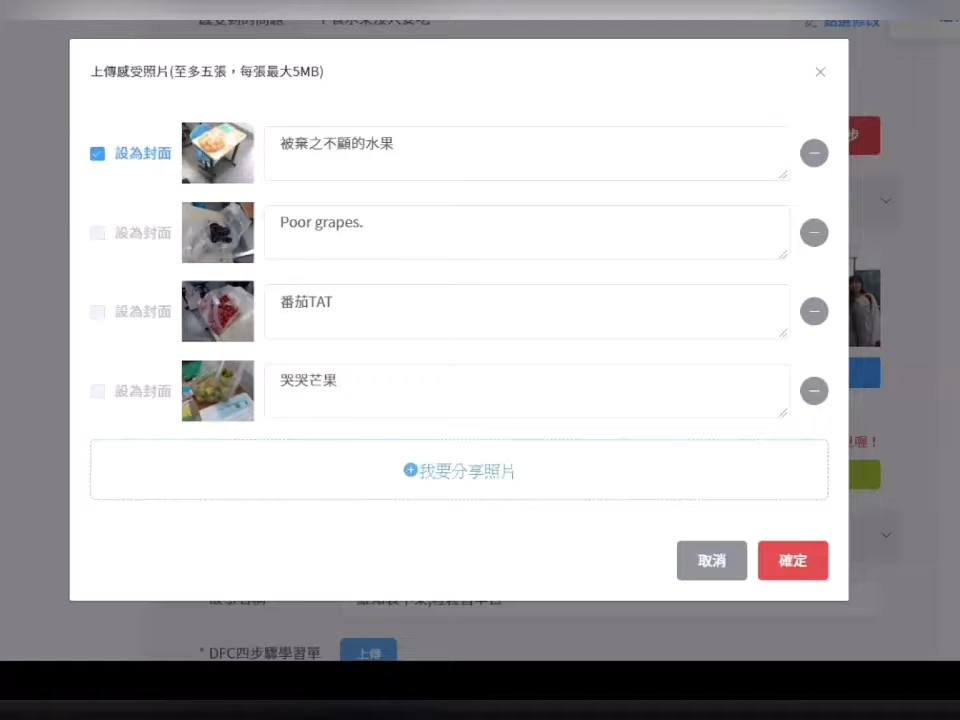 上傳感受照片(至多五張，每張最大5MB)
設為封面
被棄之不顧的水果
設為封面
Poor grapes.
設為封面
番茄TAT
設為封面
哭哭芒果
我要分享照片
取消
確定
* DFC四步驟學習單
上傳